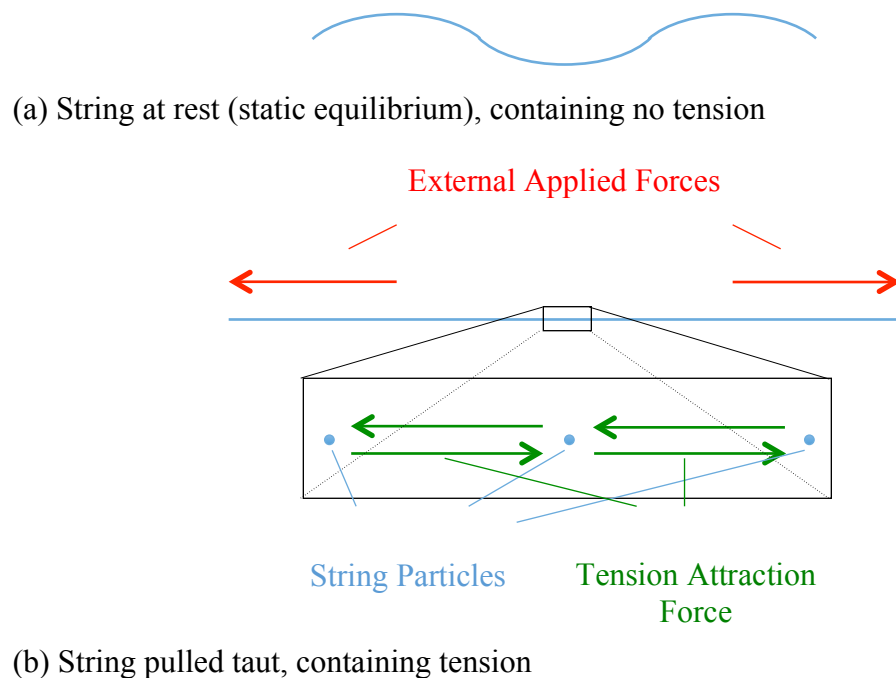 (a) String at rest (static equilibrium), containing no tension
External Applied Forces
String Particles
Tension Attraction
Force
(b) String pulled taut, containing tension